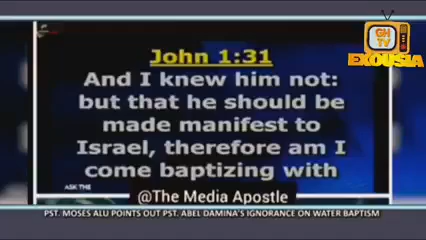 GH
TV
EXOUSIA
John 1:31
And I knew him not:
but that he should be
made manifest to
Israel, therefore am I
come baptizing with
ASK THE
@The Media Apostle
PST. MOSES ALU POINTS OUT PST. ABEL DAMINA'S IGNORANCE ON WATER BAPTISM